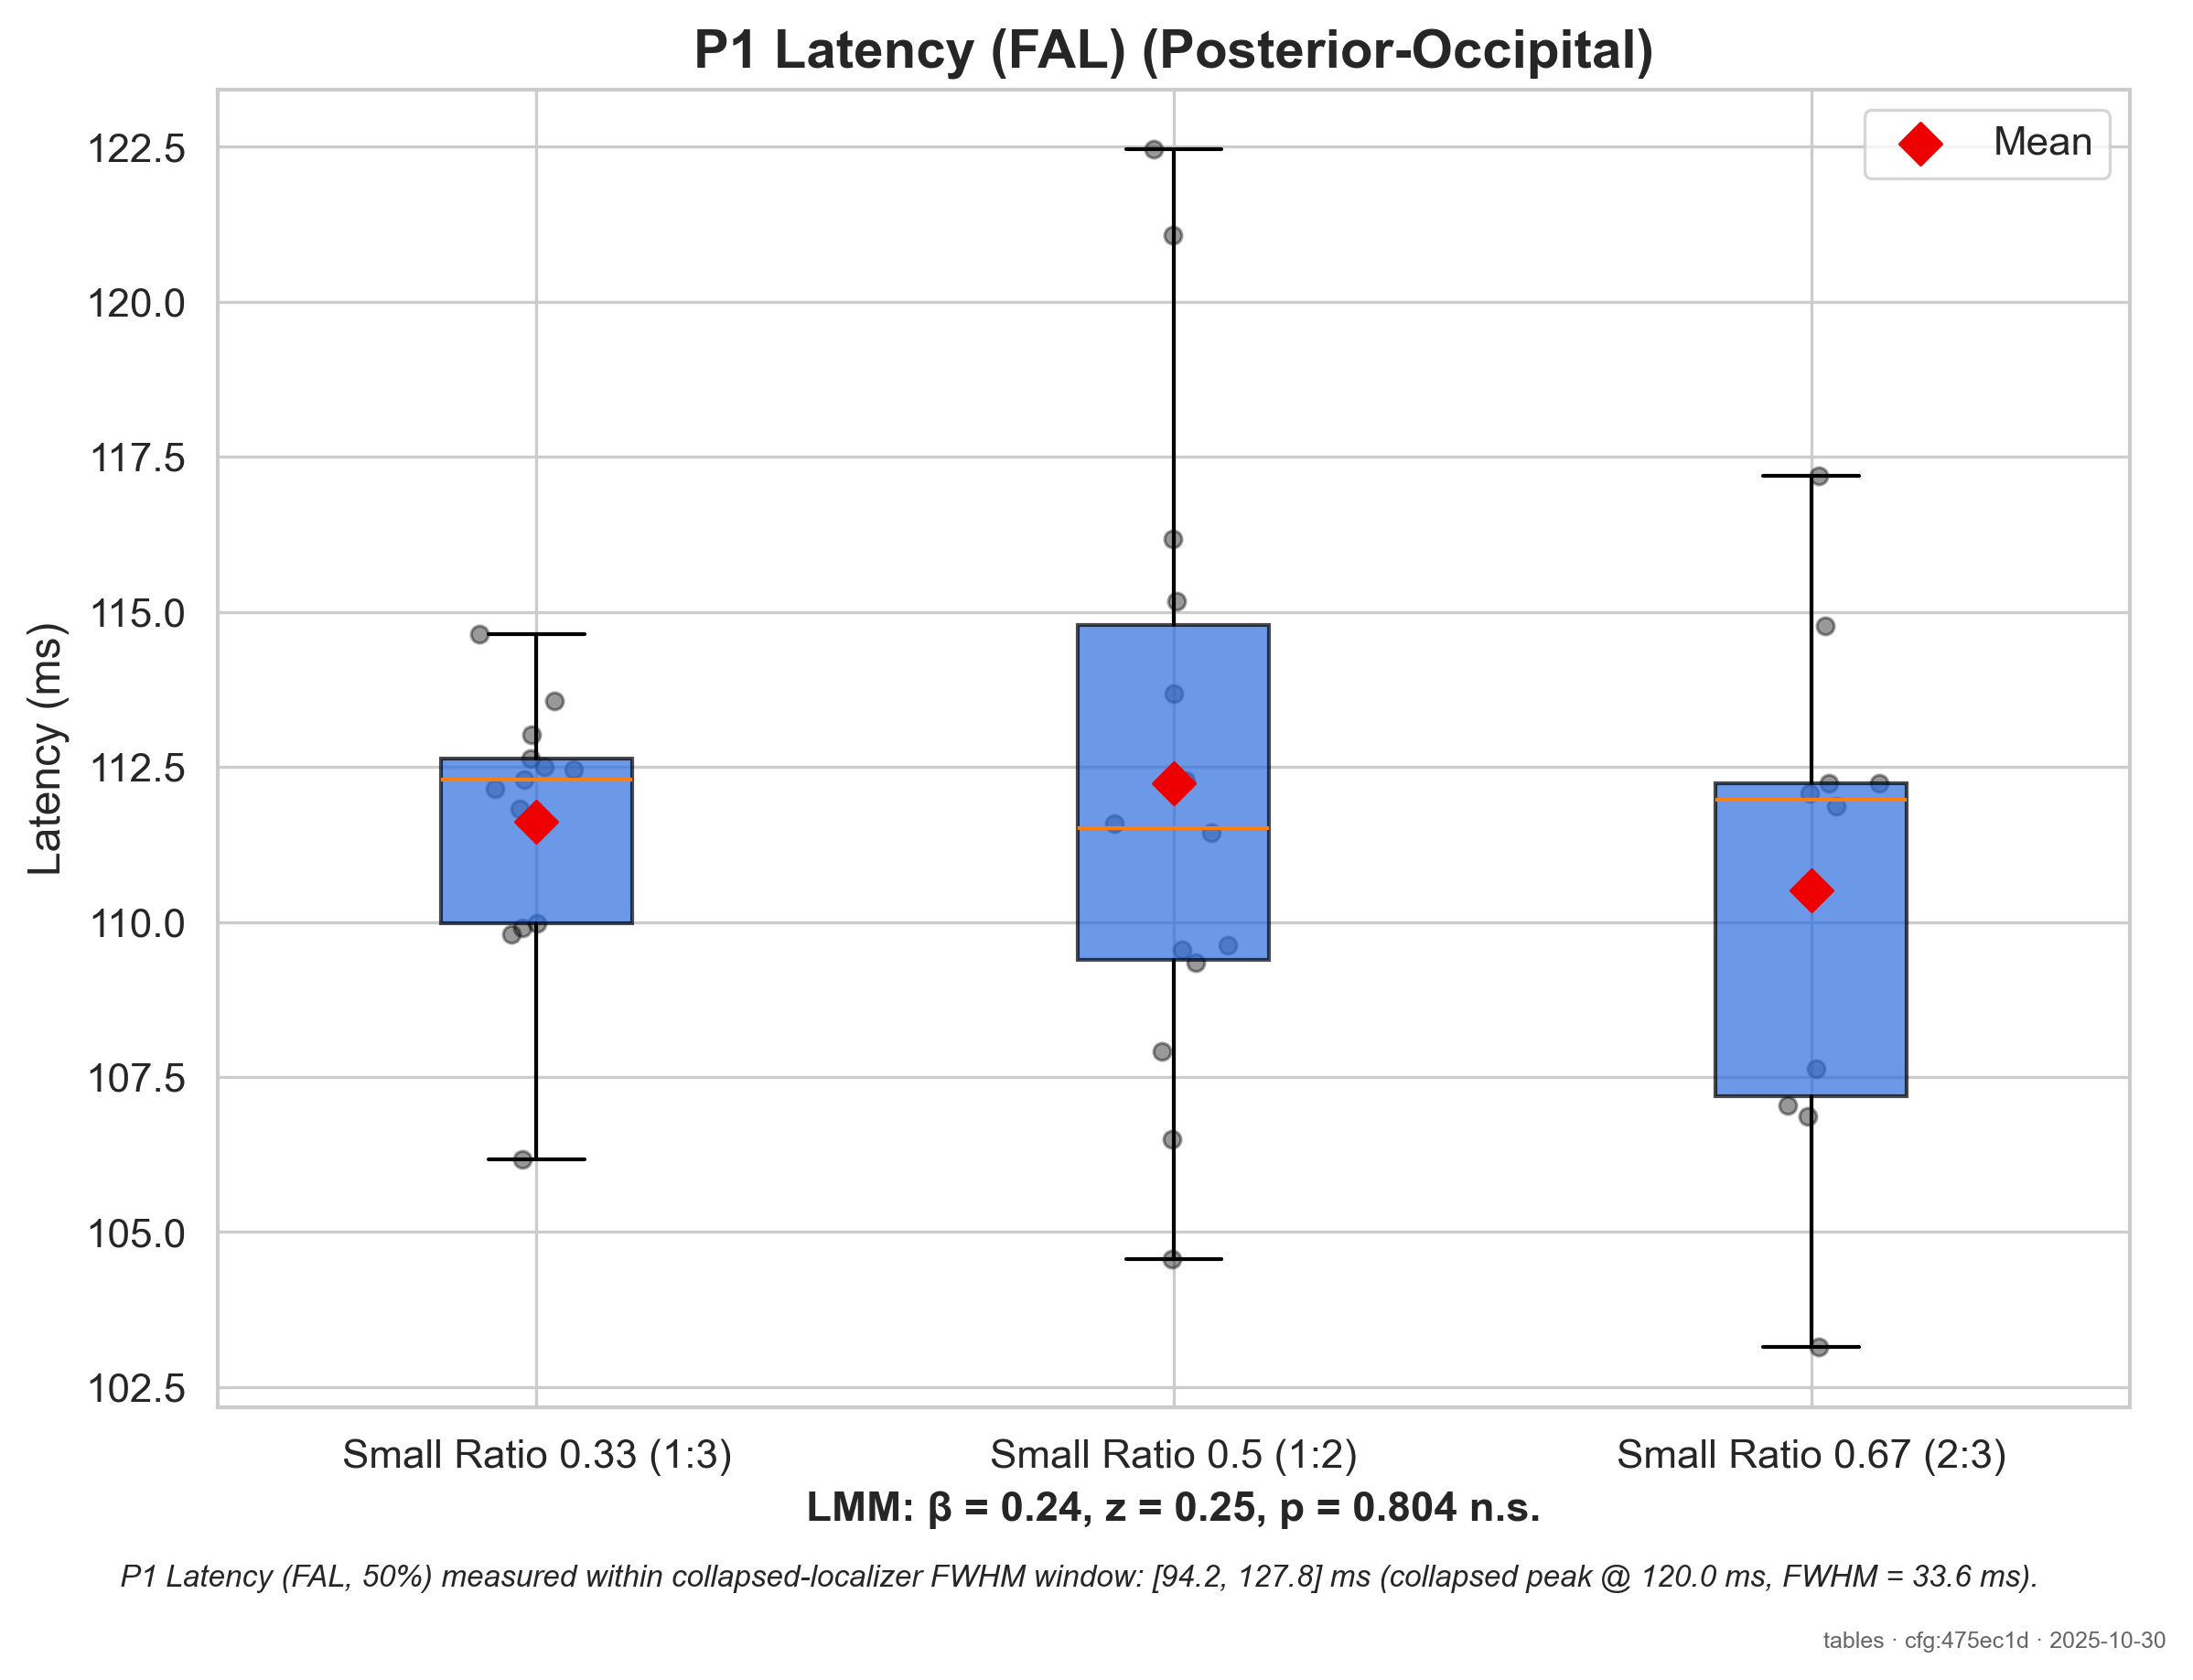 P1 Latency (FAL) (Posterior-Occipital)
Mean
122.5
120.0
117.5
115.0
112.5
110.0
107.5
105.0
102.5
Latency (ms)
Small Ratio 0.33 (1:3)
Small Ratio 0.5 (1:2)
Small Ratio 0.67 (2:3)
LMM: β = 0.24, z = 0.25, p = 0.804 n.s.
P1 Latency (FAL, 50%) measured within collapsed-localizer FWHM window: [94.2, 127.8] ms (collapsed peak @ 120.0 ms, FWHM = 33.6 ms).
tables · cfg:475ec1d · 2025-10-30